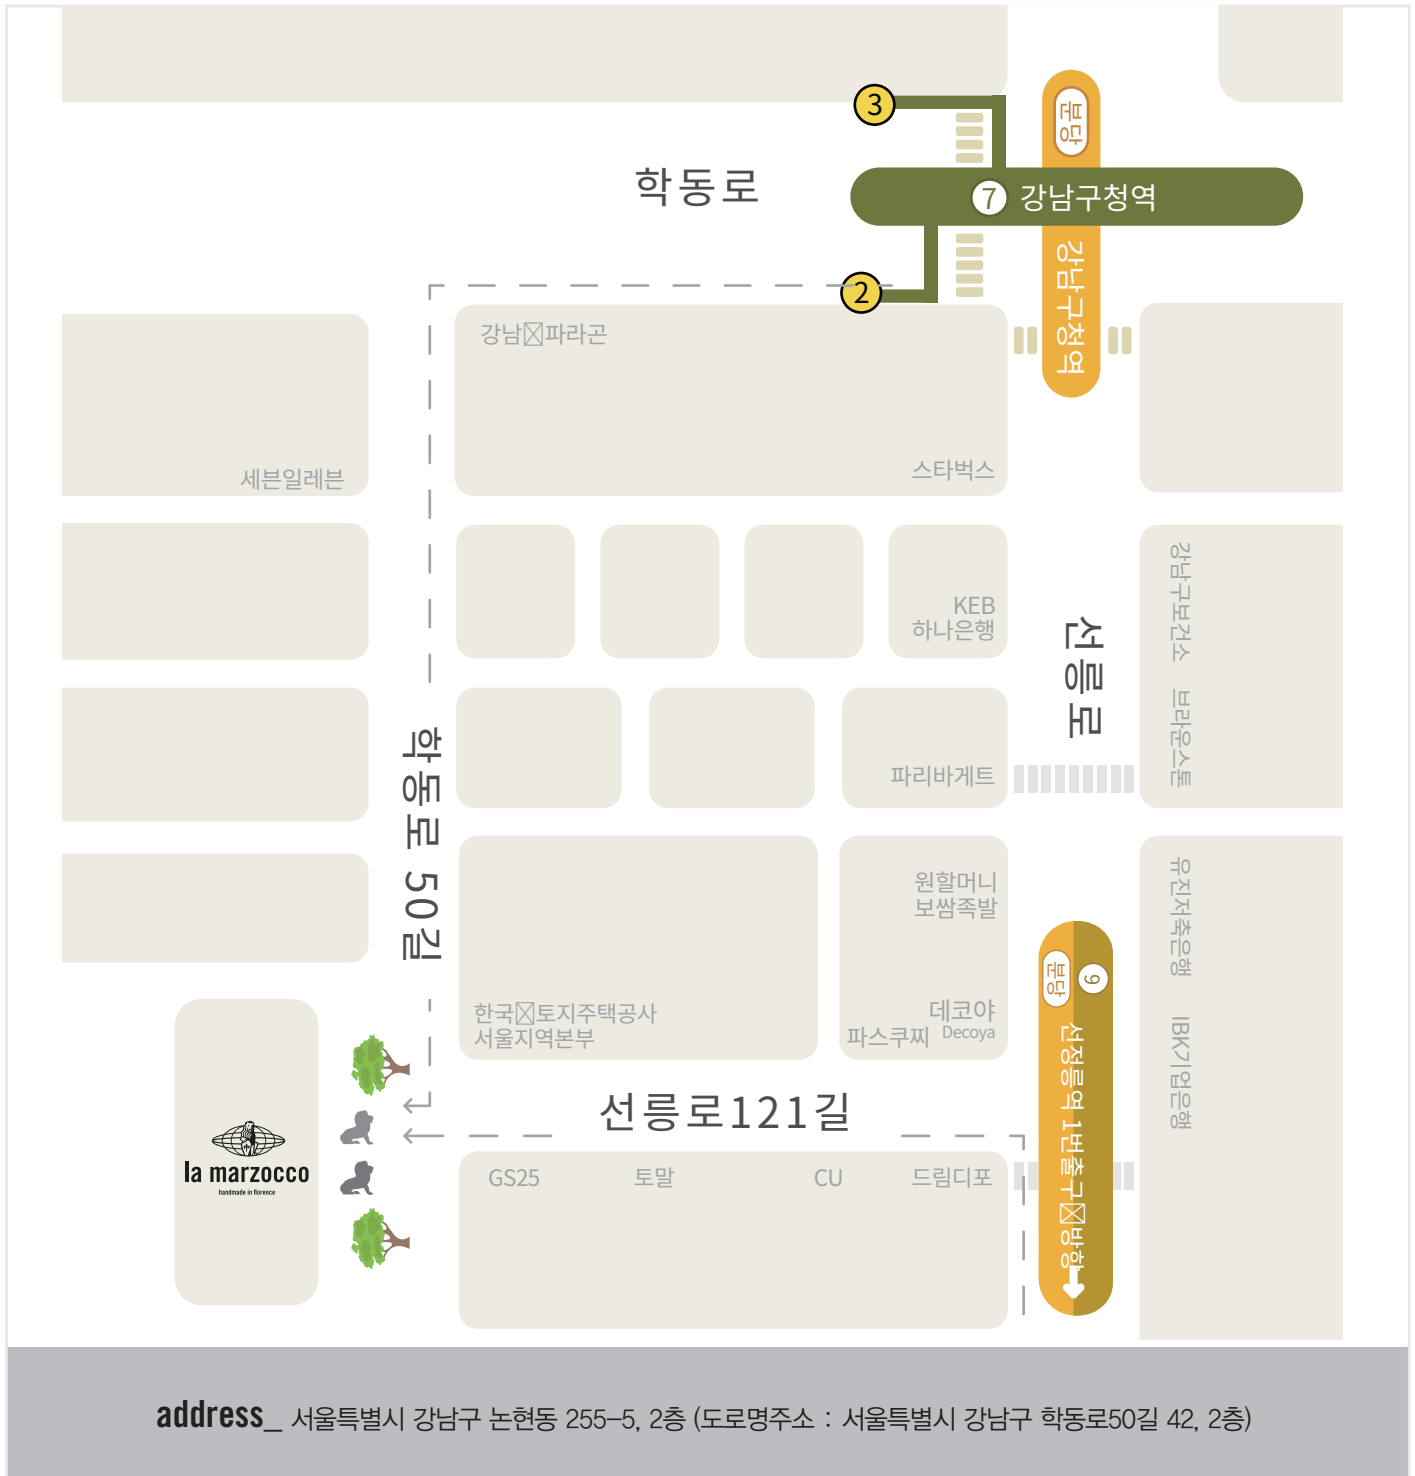 3
분당
학동로
7 강남구청역
강남구청역
2
강남 파라곤
세븐일레븐
스타벅스
KEB
하나은행
강남구보건소
브라운스톤
선릉로
파리바게트
학동로 50길
원할머니
보쌈족발
유진저축은행
9
분당
한국 토지주택공사
서울지역본부
데코야
Decoya
파스쿠찌
선정릉역 1번출구 방향
IBK기업은행
선릉로121길
la marzocco
handmade in florence
GS25
토말
CU
드림디포
address_ 서울특별시 강남구 논현동 255-5, 2층 (도로명주소 : 서울특별시 강남구 학동로50길 42, 2층)